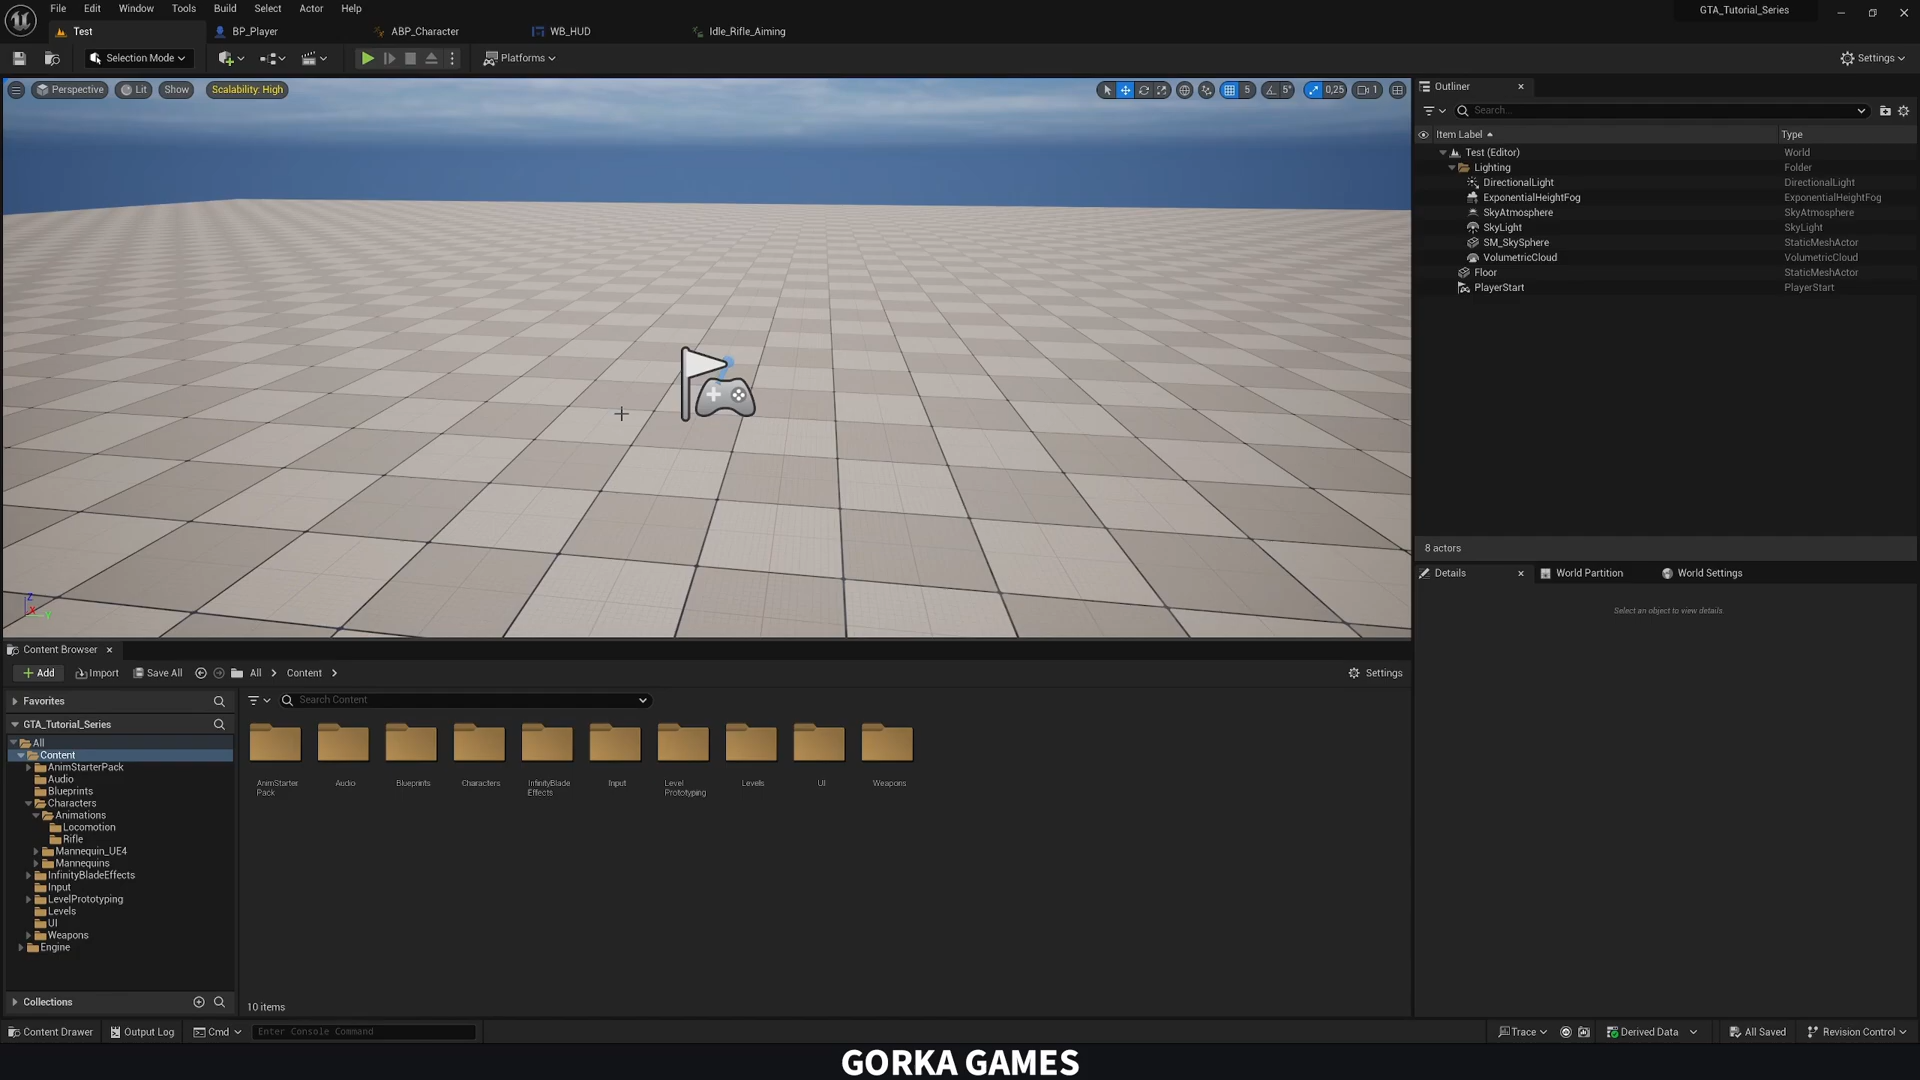 File Edit Window Tools Build Select Actor Help
GTA_Tutorial_Series
Test
BP_Player
ABP_Character
WB_HUD
Idle_Rifle_Aiming
Selection Mode
Platforms
Settings
Perspective
Lit
Show
Scalability: High
5
5°
0,25
1
Z
X
Y
Outliner
Search...
Item Label
Type
Test (Editor) World
Lighting Folder
DirectionalLight DirectionalLight
ExponentialHeightFog ExponentialHeightFog
SkyAtmosphere SkyAtmosphere
SkyLight SkyLight
SM_SkySphere StaticMeshActor
VolumetricCloud VolumetricCloud
Floor StaticMeshActor
PlayerStart PlayerStart
8 actors
Details
World Partition
World Settings
Select an object to view details.
Content Browser
Add
Import
Save All
All
Content
Settings
Favorites
GTA_Tutorial_Series
All
Content
AnimStarterPack
Audio
Blueprints
Characters
Animations
Locomotion
Rifle
Mannequin_UE4
Mannequins
InfinityBladeEffects
Input
LevelPrototyping
Levels
UI
Weapons
Engine
Collections
Search Content
AnimStarter
Pack
Audio
Blueprints
Characters
InfinityBlade
Effects
Input
Level
Prototyping
Levels
UI
Weapons
10 items
Content Drawer
Output Log
Cmd
Enter Console Command
Trace
Derived Data
All Saved
Revision Control
GORKA GAMES